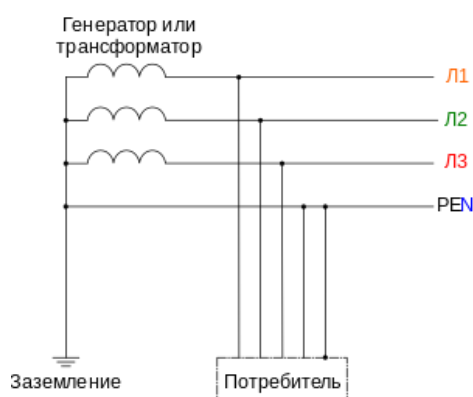 Генератор или
трансформатор
Л1
Л2
Л3
PEN
Заземление
Потребитель